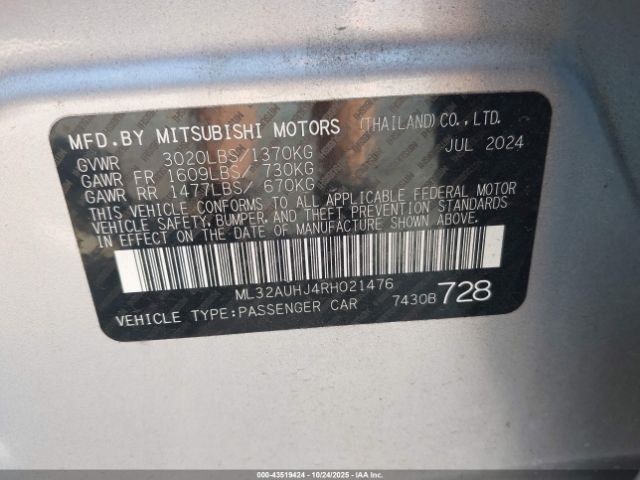 MFD.BY MITSUBISHI MOTORS (THAILAND)CO.,LTD.
GVWR 3020LBS/1370KG JUL 2024
GAWR FR 1609LBS/ 730KG
GAWR RR 1477LBS/ 670KG
THIS VEHICLE CONFORMS TO ALL APPLICABLE FEDERAL MOTOR
VEHICLE SAFETY, BUMPER, AND THEFT PREVENTION STANDARDS
IN EFFECT ON THE DATE OF MANUFACTURE SHOWN ABOVE.
ML32AUHJ4RH021476
VEHICLE TYPE:PASSENGER CAR 7430B 728
000-43519424 - 10/24/2025 - © IAA, Inc.